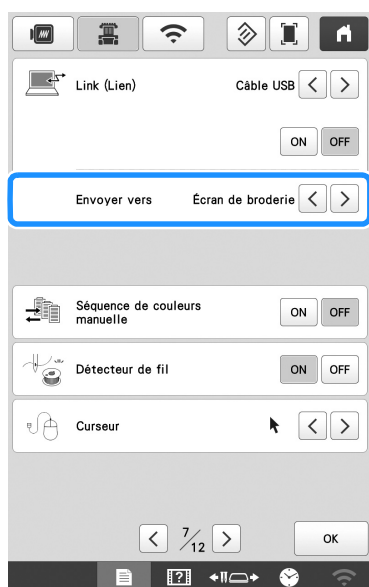 Link (Lien) Câble USB
ON OFF
Envoyer vers Écran de broderie
Séquence de couleurs
manuelle ON OFF
Détecteur de fil ON OFF
Curseur
7/12 OK